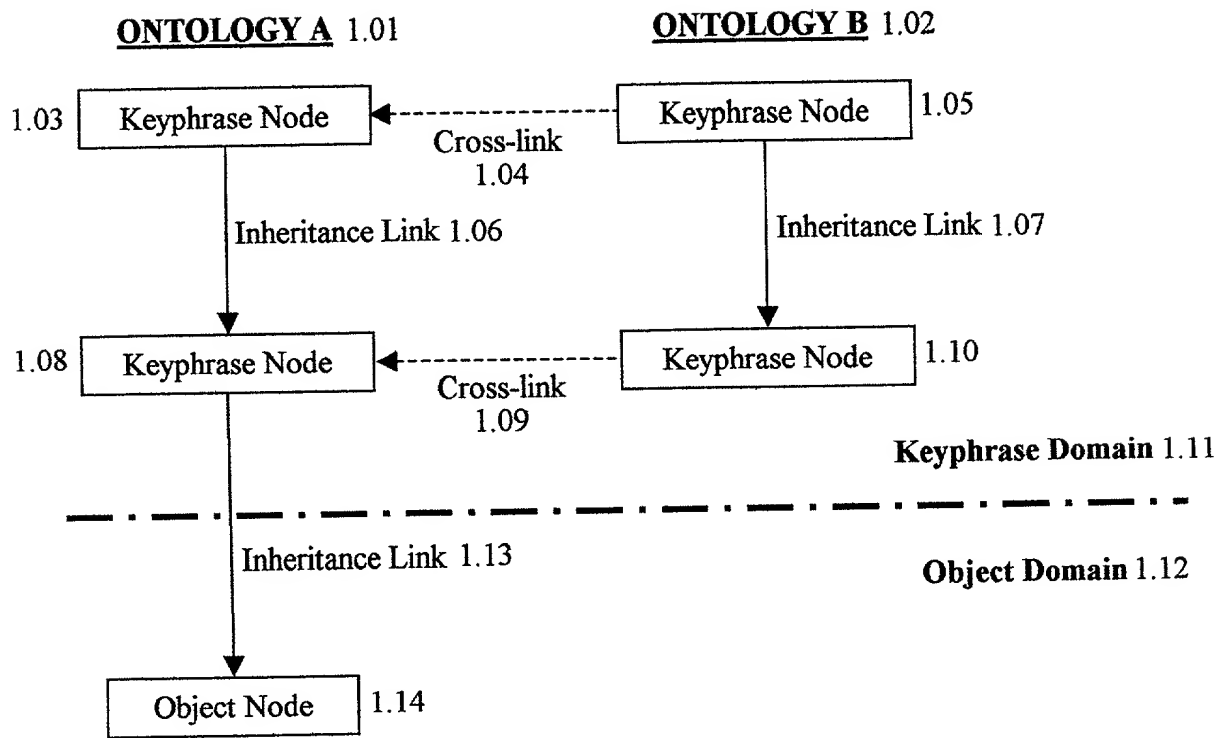 ONTOLOGY A 1.01
ONTOLOGY B 1.02
1.03
Keyphrase Node
Keyphrase Node
1.05
Cross-link
1.04
Inheritance Link 1.06
Inheritance Link 1.07
1.08
Keyphrase Node
Keyphrase Node
1.10
Cross-link
1.09
Keyphrase Domain 1.11
Inheritance Link 1.13
Object Domain 1.12
Object Node
1.14